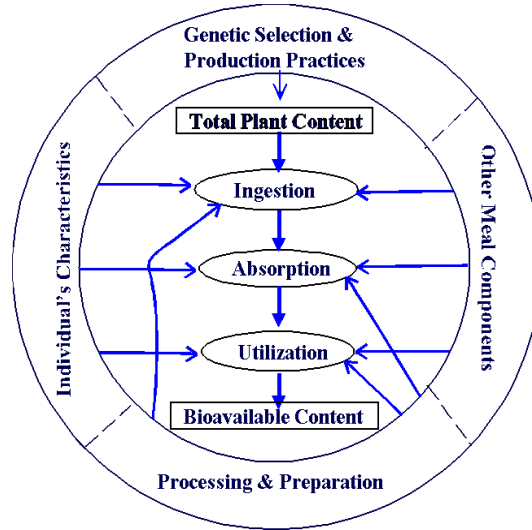 Genetic Selection &
Production Practices
Total Plant Content
Individual's Characteristics
Other Meal Components
Ingestion
Absorption
Utilization
Bioavailable Content
Processing & Preparation